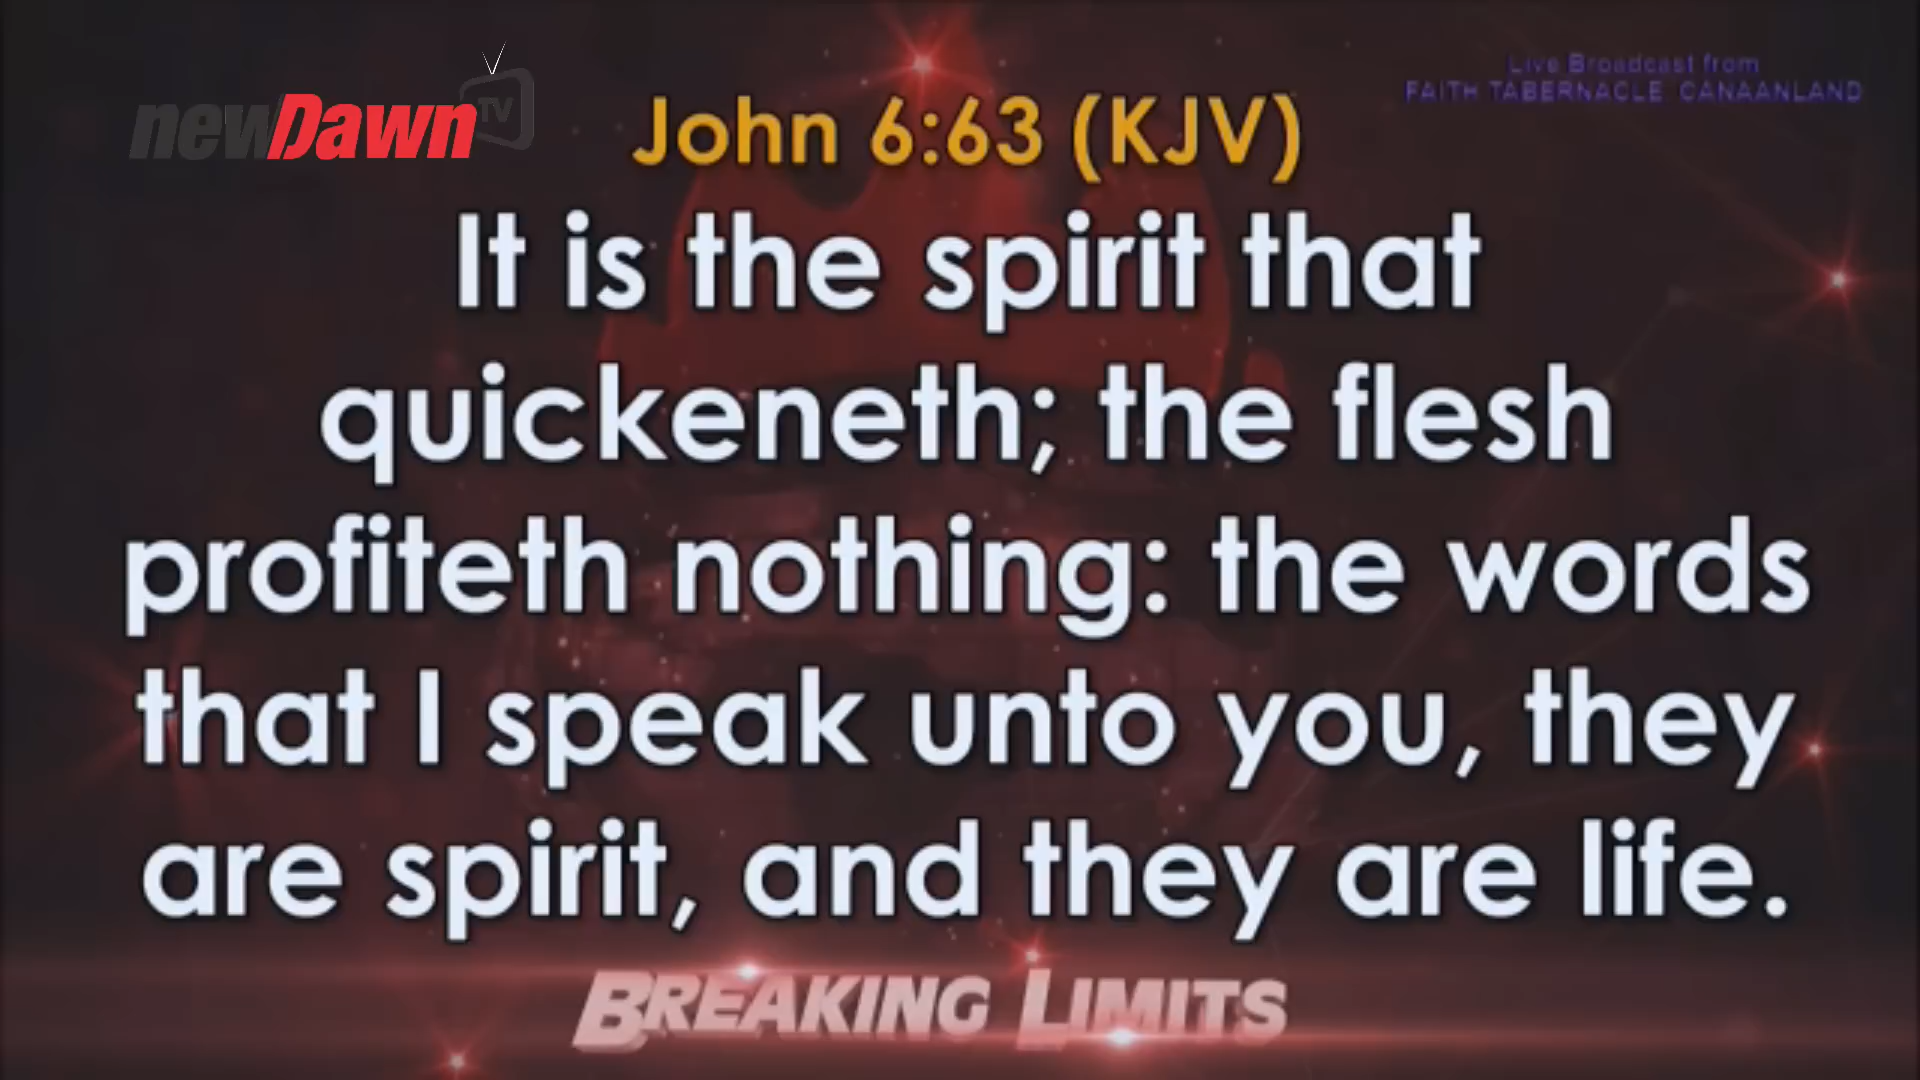 newDawn TV
Live Broadcast from
FAITH TABERNACLE CANAANLAND
John 6:63 (KJV)
It is the spirit that
quickeneth; the flesh
profiteth nothing: the words
that I speak unto you, they
are spirit, and they are life.
BREAKING LIMITS